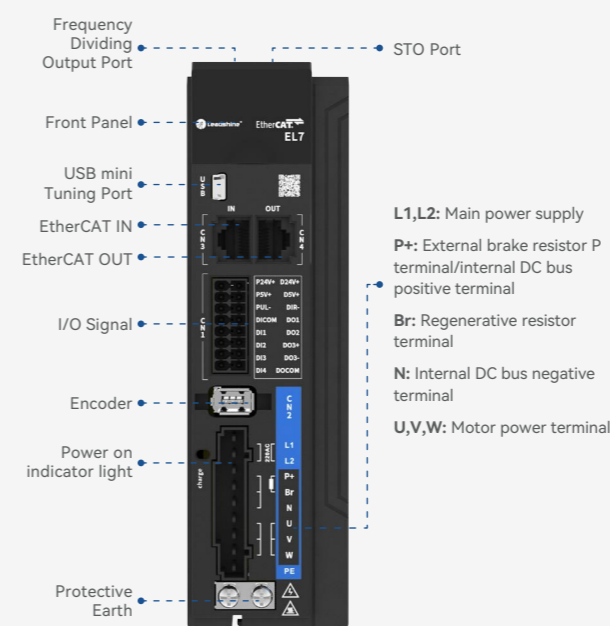 Frequency
Dividing
Output Port
STO Port
Front Panel
Leadshine
EtherCAT
EL7
USB mini
Tuning Port
USB
IN
OUT
EtherCAT IN
EtherCAT OUT
CN3
CN4
I/O Signal
CN1
P24V+ D24V+
P5V+ D5V+
PUL- DIR-
DICOM DO1
DI1 DO2
DI2 DO3+
DI3 DO3-
DI4 DOCOM
Encoder
CN2
Power on
indicator light
charge
220AC
L1
L2
P+
Br
N
U
V
W
PE
Protective
Earth
L1,L2: Main power supply
P+: External brake resistor P
terminal/internal DC bus
positive terminal
Br: Regenerative resistor
terminal
N: Internal DC bus negative
terminal
U,V,W: Motor power terminal